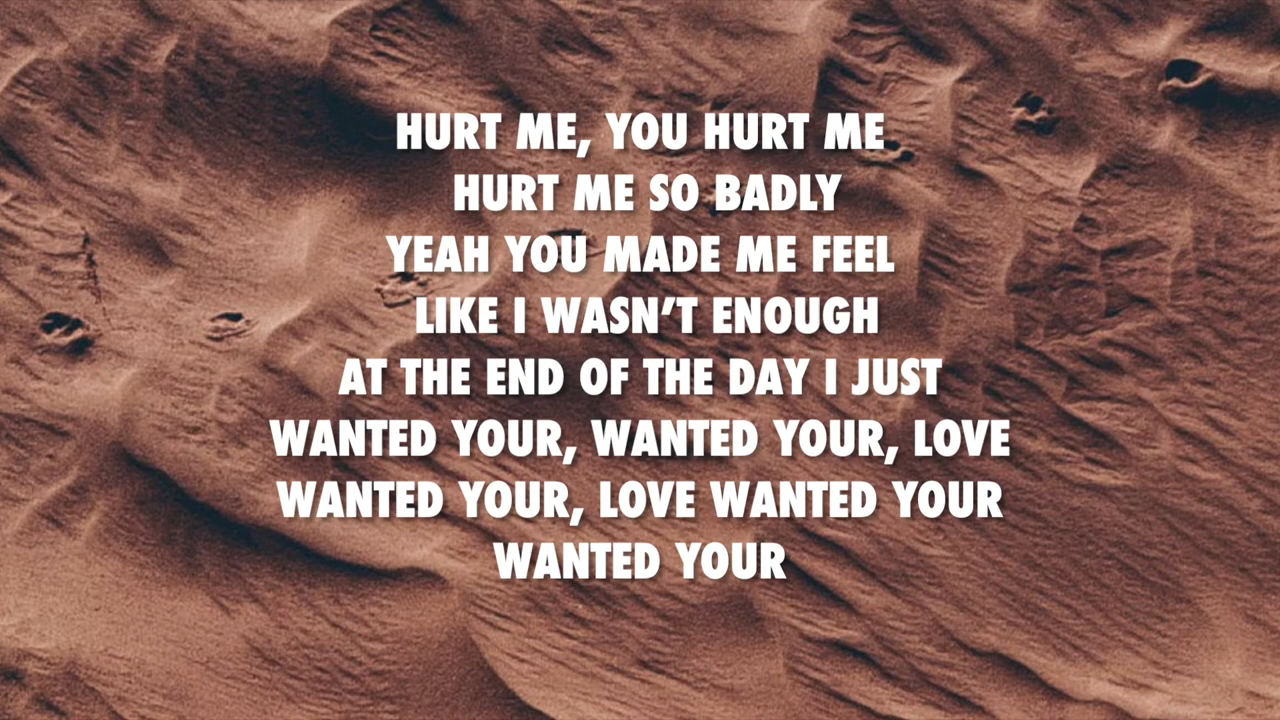 HURT ME, YOU HURT ME
HURT ME SO BADLY
YEAH YOU MADE ME FEEL
LIKE I WASN’T ENOUGH
AT THE END OF THE DAY I JUST
WANTED YOUR, WANTED YOUR, LOVE
WANTED YOUR, LOVE WANTED YOUR
WANTED YOUR